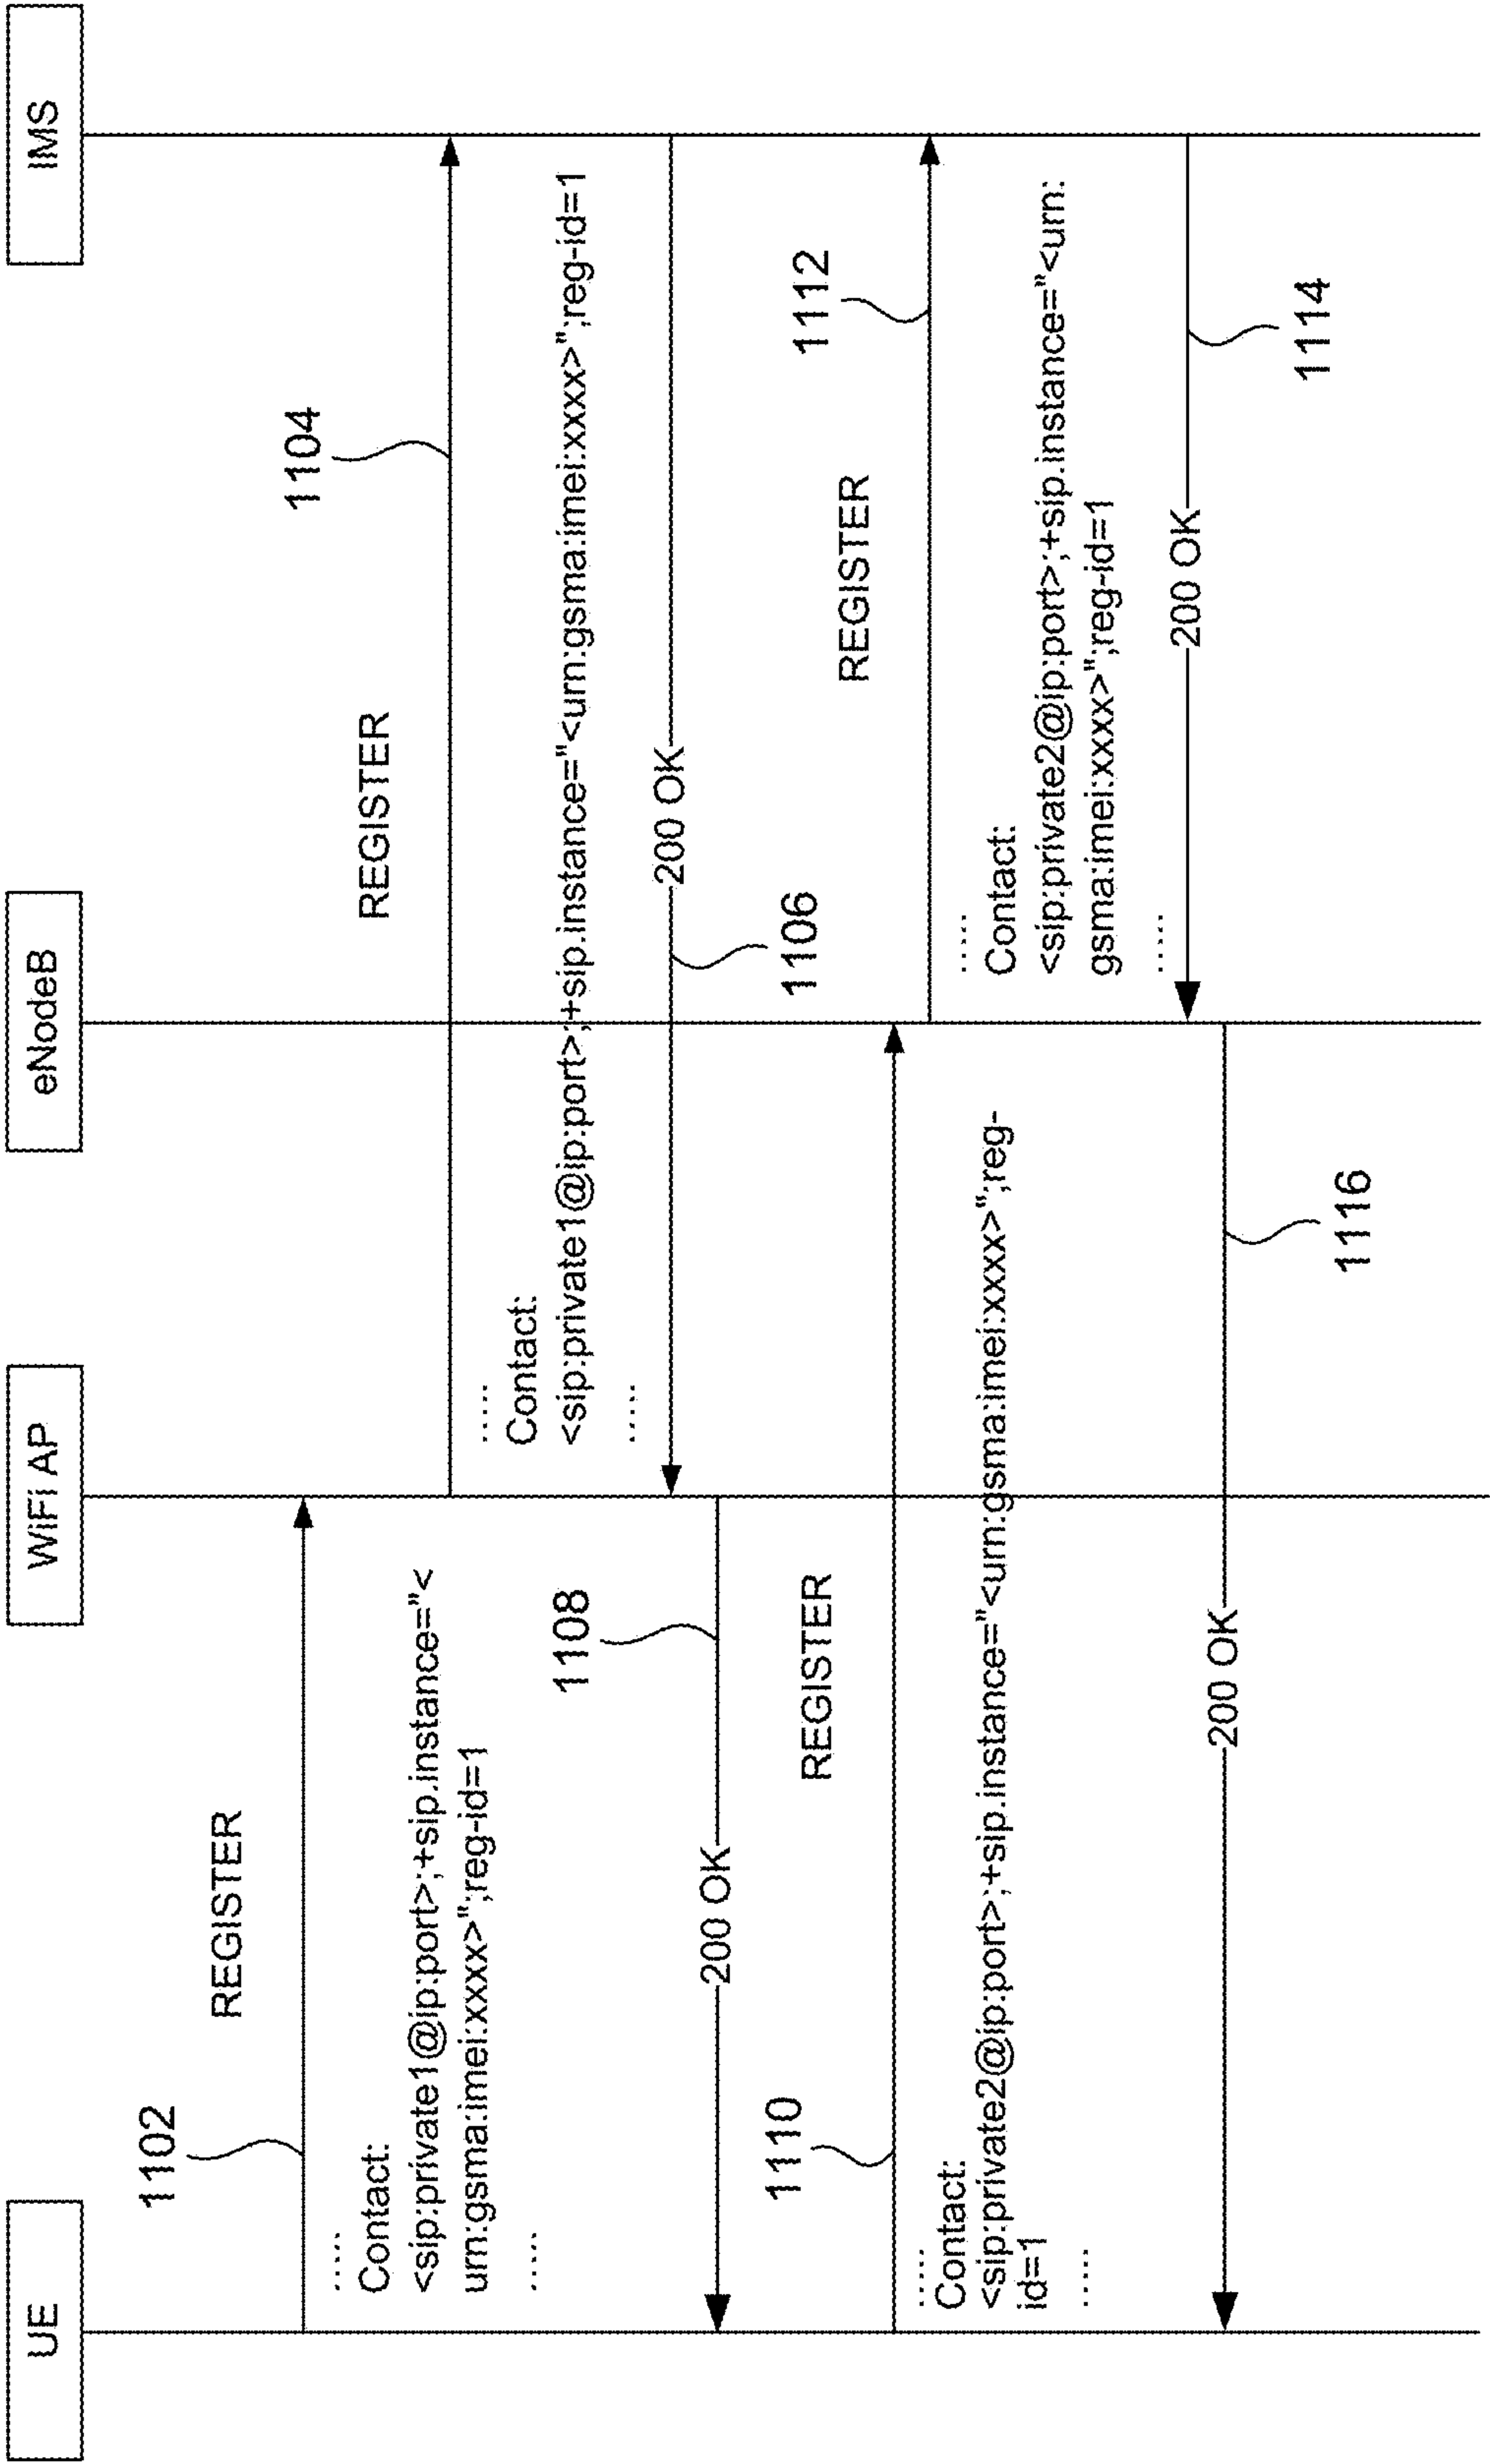 UE
WiFi AP
eNodeB
IMS
1102
REGISTER
.....
Contact:
<sip:private1@ip:port>;+sip.instance="<
urn:gsma:imei:xxxx>";reg-id=1
.....
1104
REGISTER
.....
Contact:
<sip:private1@ip:port>;+sip.instance="<urn:gsma:imei:xxxx>";reg-id=1
.....
200 OK
1106
1108
200 OK
1110
REGISTER
.....
Contact:
<sip:private2@ip:port>;+sip.instance="<urn:gsma:imei:xxxx>";reg-
id=1
.....
1112
REGISTER
.....
Contact:
<sip:private2@ip:port>;+sip.instance="<urn:
gsma:imei:xxxx>";reg-id=1
.....
200 OK
1114
200 OK
1116